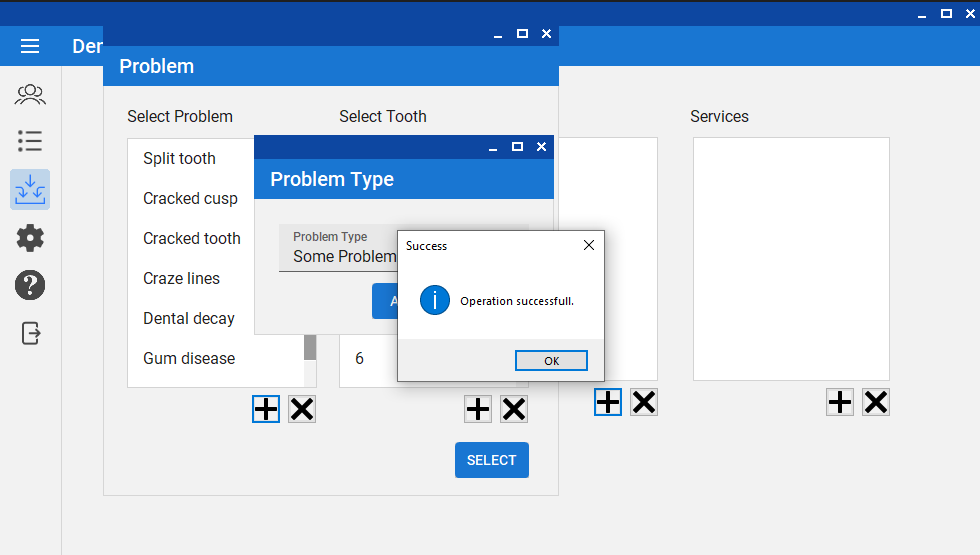 Problem
Select Problem
Select Tooth
Services
Split tooth
Cracked cusp
Cracked tooth
Craze lines
Dental decay
Gum disease
Problem Type
Problem Type
Some Problem
Success
Operation successfull.
OK
6
SELECT